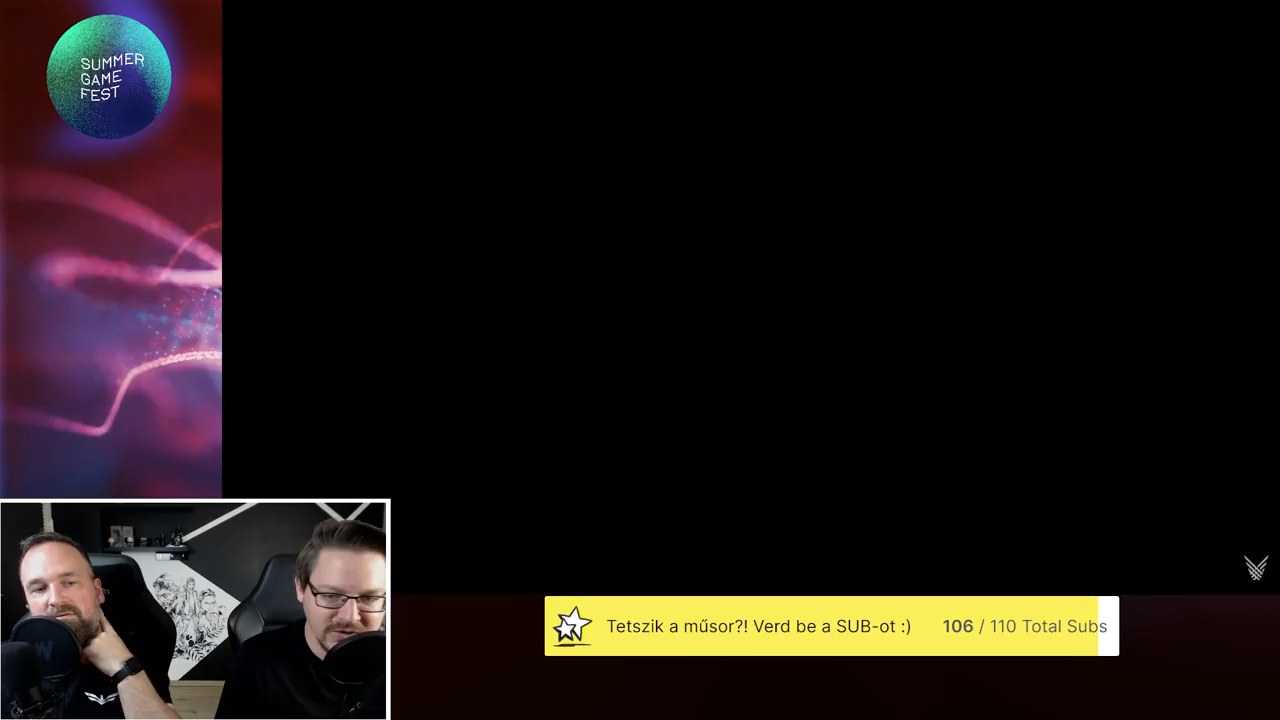 SUMMER
GAME
FEST
Tetszik a műsor?! Verd be a SUB-ot :) 106 / 110 Total Subs